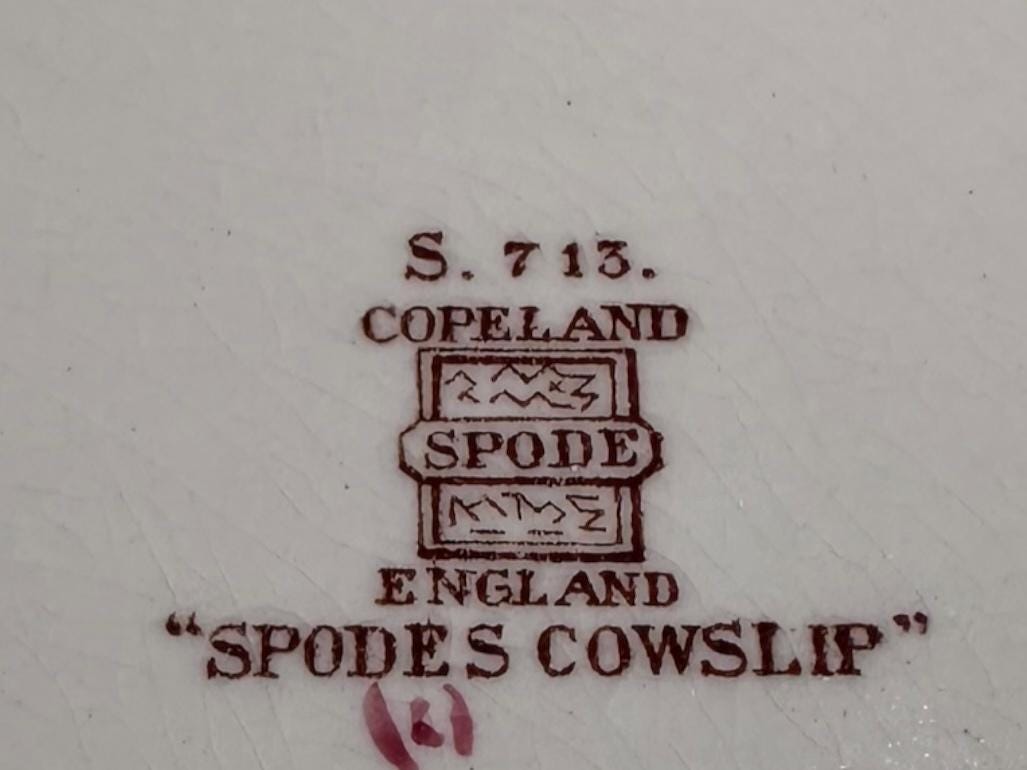 S. 713.
COPELAND
SPODE
ENGLAND
“SPODES COWSLIP”